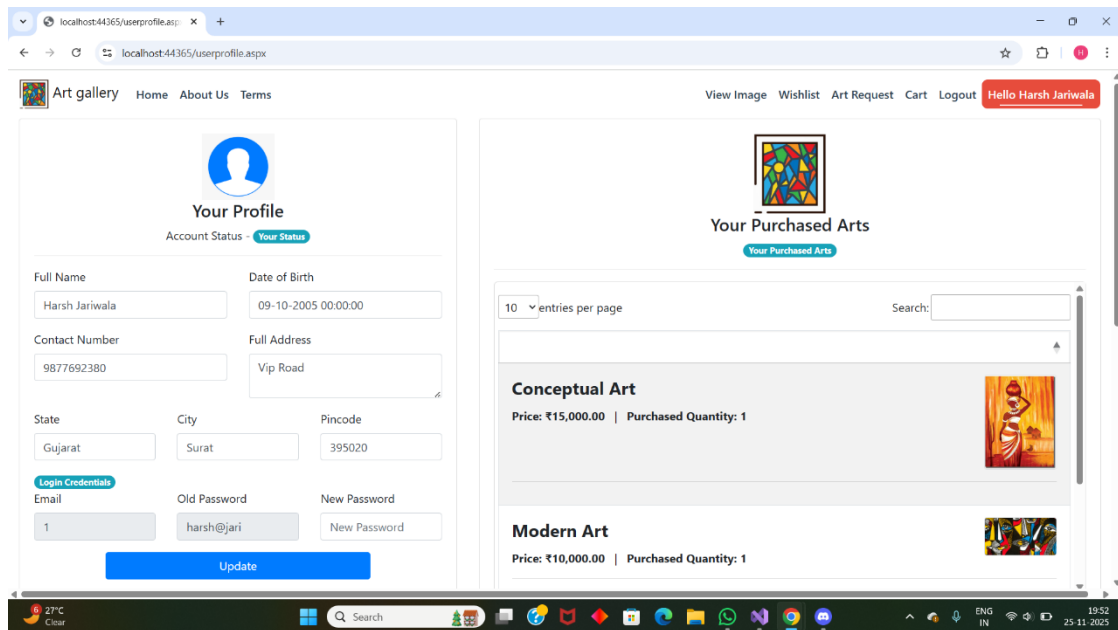 localhost:44365/userprofile.asp
localhost:44365/userprofile.aspx
H
Art gallery Home About Us Terms View Image Wishlist Art Request Cart Logout Hello Harsh Jariwala
Your Profile
Account Status - Your Status
Full Name Date of Birth
Harsh Jariwala 09-10-2005 00:00:00
Contact Number Full Address
9877692380 Vip Road
State City Pincode
Gujarat Surat 395020
Login Credentials
Email Old Password New Password
1 harsh@jari New Password
Update
Your Purchased Arts
Your Purchased Arts
10 entries per page Search:
Conceptual Art
Price: ₹15,000.00 | Purchased Quantity: 1
Modern Art
Price: ₹10,000.00 | Purchased Quantity: 1
6 27°C
Clear
Search
ENG
IN
19:52
25-11-2025